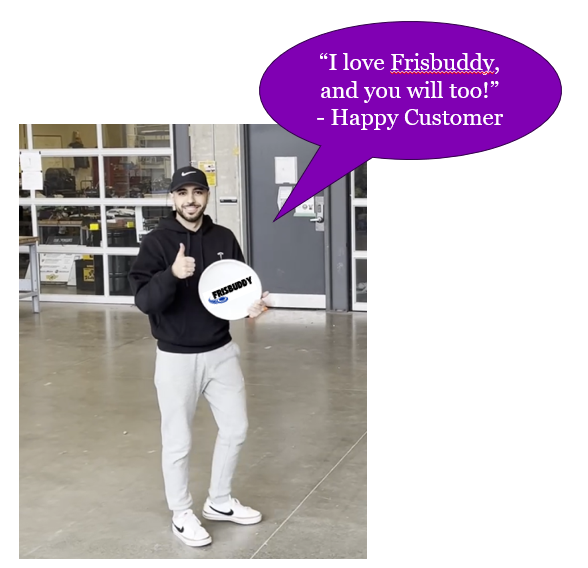 “I love Frisbuddy,
and you will too!”
- Happy Customer
FRISBUDDY